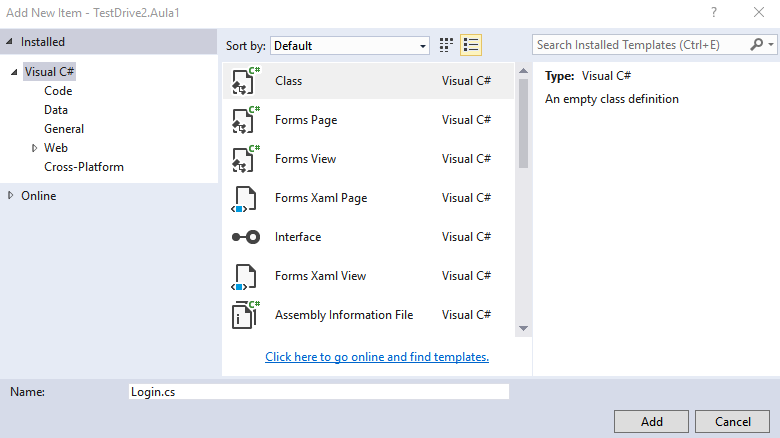 Add New Item - TestDrive2.Aula1
? X
Installed
Visual C#
Code
Data
General
Web
Cross-Platform
Online
Sort by: Default
C# Class Visual C#
C# Forms Page Visual C#
C# Forms View Visual C#
Forms Xaml Page Visual C#
Interface Visual C#
Forms Xaml View Visual C#
C# Assembly Information File Visual C#
Click here to go online and find templates.
Search Installed Templates (Ctrl+E)
Type: Visual C#
An empty class definition
Name: Login.cs
Add Cancel